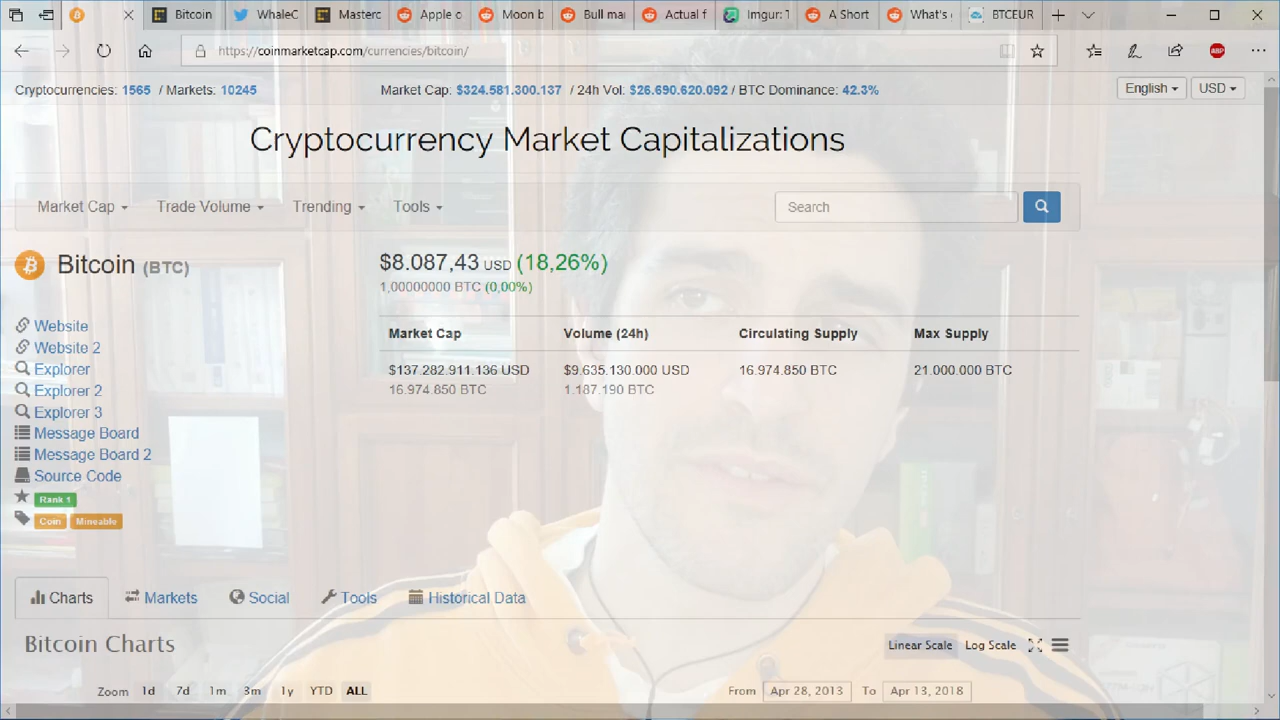 Bitcoin
WhaleC
Masterc
Apple o
Moon b
Bull ma
Actual f
Imgur: T
A Short
What's
BTCEUR
https://coinmarketcap.com/currencies/bitcoin/
ABP
Cryptocurrencies: 1565 / Markets: 10245
Market Cap: $324.581.300.137 / 24h Vol: $26.690.620.092 / BTC Dominance: 42.3%
English
USD
Cryptocurrency Market Capitalizations
Market Cap
Trade Volume
Trending
Tools
Search
Bitcoin (BTC)
$8.087,43 USD (18,26%)
1,00000000 BTC (0,00%)
Market Cap
Volume (24h)
Circulating Supply
Max Supply
$137.282.911.136 USD
$9.635.130.000 USD
16.974.850 BTC
21.000.000 BTC
16.974.850 BTC
1.187.190 BTC
Website
Website 2
Explorer
Explorer 2
Explorer 3
Message Board
Message Board 2
Source Code
Rank 1
Coin
Mineable
Charts
Markets
Social
Tools
Historical Data
Bitcoin Charts
Linear Scale
Log Scale
Zoom 1d 7d 1m 3m 1y YTD ALL
From Apr 28, 2013 To Apr 13, 2018